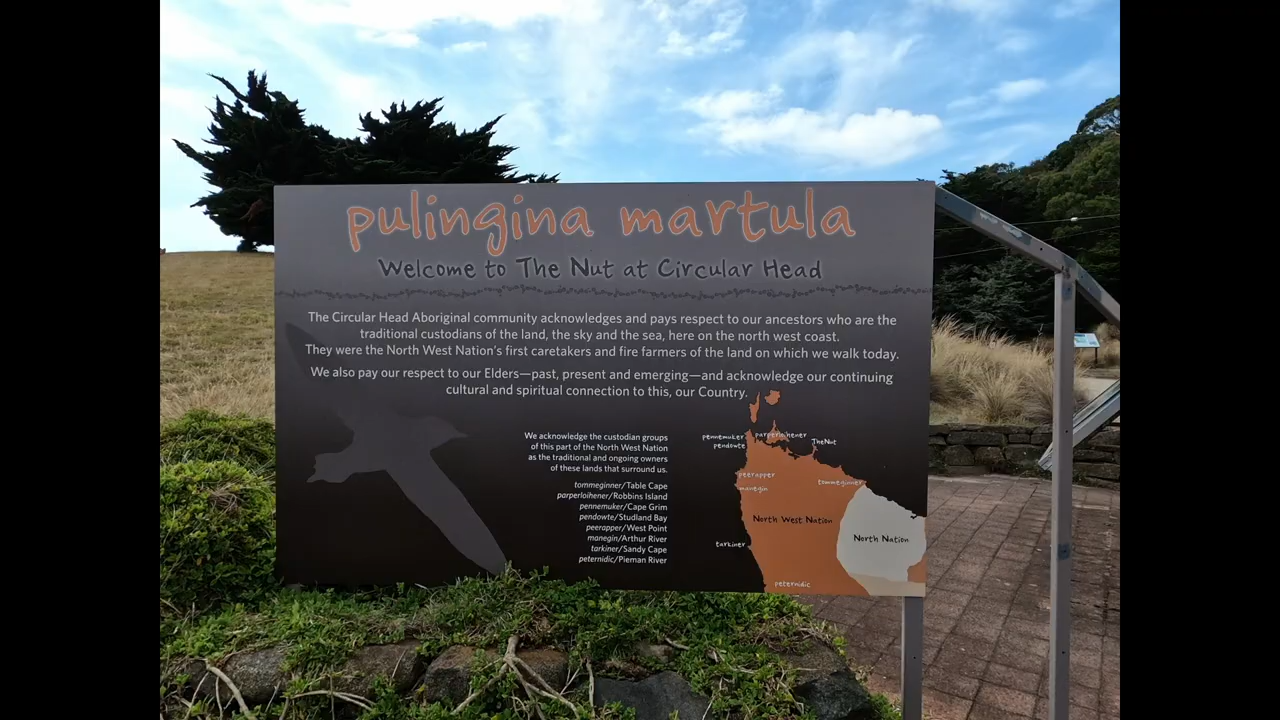 pulingina martula
Welcome to The Nut at Circular Head
The Circular Head Aboriginal community acknowledges and pays respect to our ancestors who are the
traditional custodians of the land, the sky and the sea, here on the north west coast.
They were the North West Nation's first caretakers and fire farmers of the land on which we walk today.
We also pay our respect to our Elders—past, present and emerging—and acknowledge our continuing
cultural and spiritual connection to this, our Country.
We acknowledge the custodian groups
of this part of the North West Nation
as the traditional and ongoing owners
of these lands that surround us.
tommeginner/Table Cape
parperloihener/Robbins Island
pennemuker/Cape Grim
pendowte/Studland Bay
peerapper/West Point
manegin/Arthur River
tarkiner/Sandy Cape
peternidic/Pieman River
pennemuker
parperloihener
pendowte
The Nut
peerapper
manegin
tommeginner
North West Nation
North Nation
tarkiner
peternidic